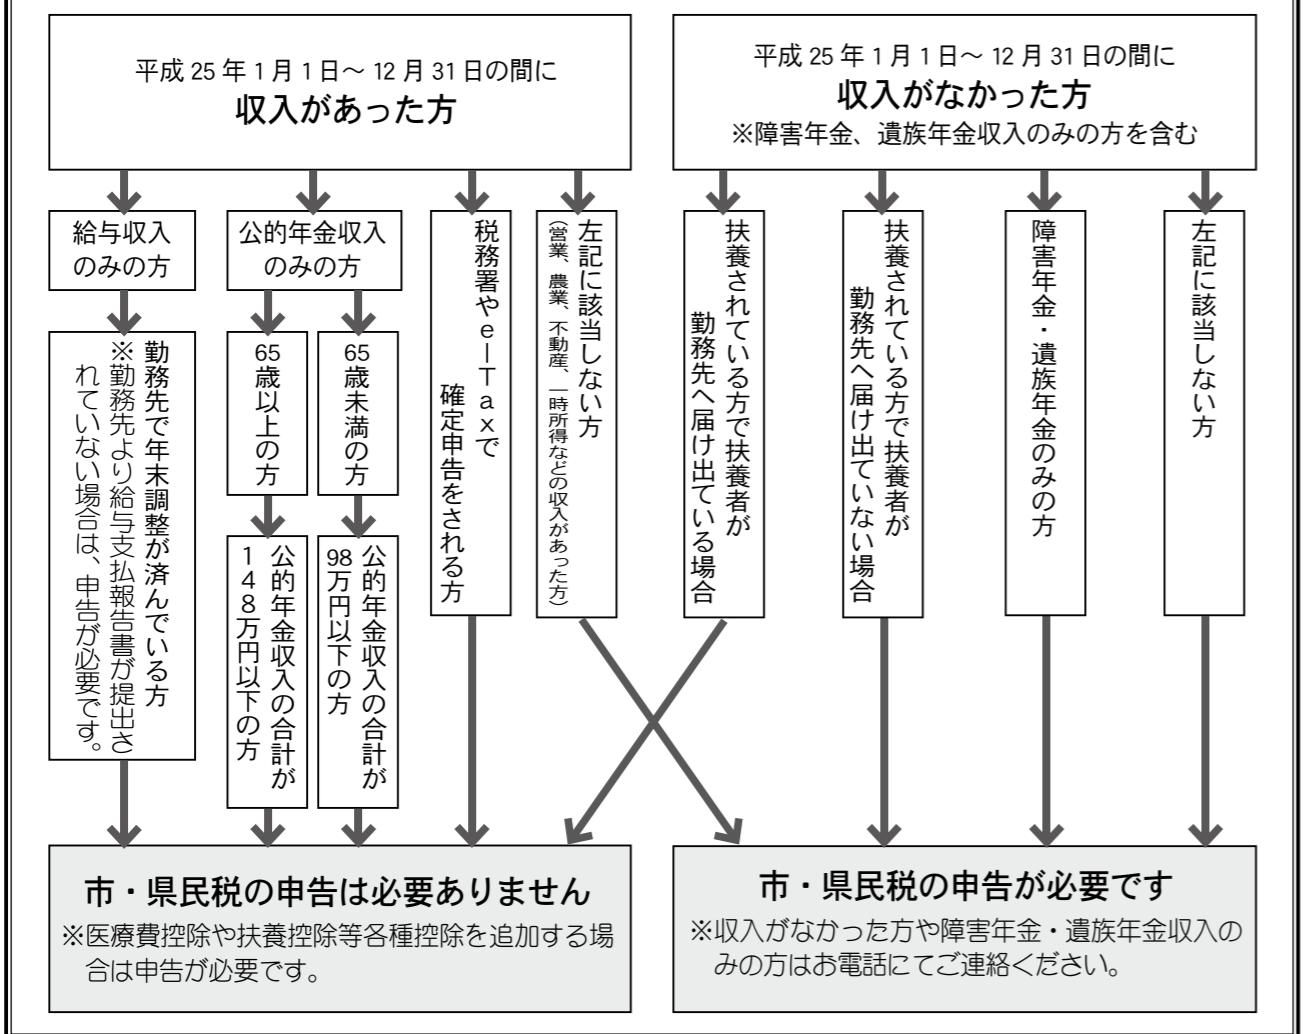 平成 25 年 1 月 1 日～ 12 月 31 日の間に
収入があった方
平成 25 年 1 月 1 日～ 12 月 31 日の間に
収入がなかった方
※障害年金、遺族年金収入のみの方を含む
給与収入
のみの方
勤務先で年末調整が済んでいる方
※勤務先より給与支払報告書が提出さ
れていない場合は、申告が必要です。
公的年金収入
のみの方
65歳以上の方
公的年金収入の合計が
148万円以下の方
65歳未満の方
公的年金収入の合計が
98万円以下の方
税務署やe－Taxで
確定申告をされる方
左記に該当しない方
（営業、農業、不動産、一時所得などの収入があった方）
扶養されている方で扶養者が
勤務先へ届け出ている場合
扶養されている方で扶養者が
勤務先へ届け出ていない場合
障害年金・遺族年金のみの方
左記に該当しない方
市・県民税の申告は必要ありません
※医療費控除や扶養控除等各種控除を追加する場
合は申告が必要です。
市・県民税の申告が必要です
※収入がなかった方や障害年金・遺族年金収入の
みの方はお電話にてご連絡ください。